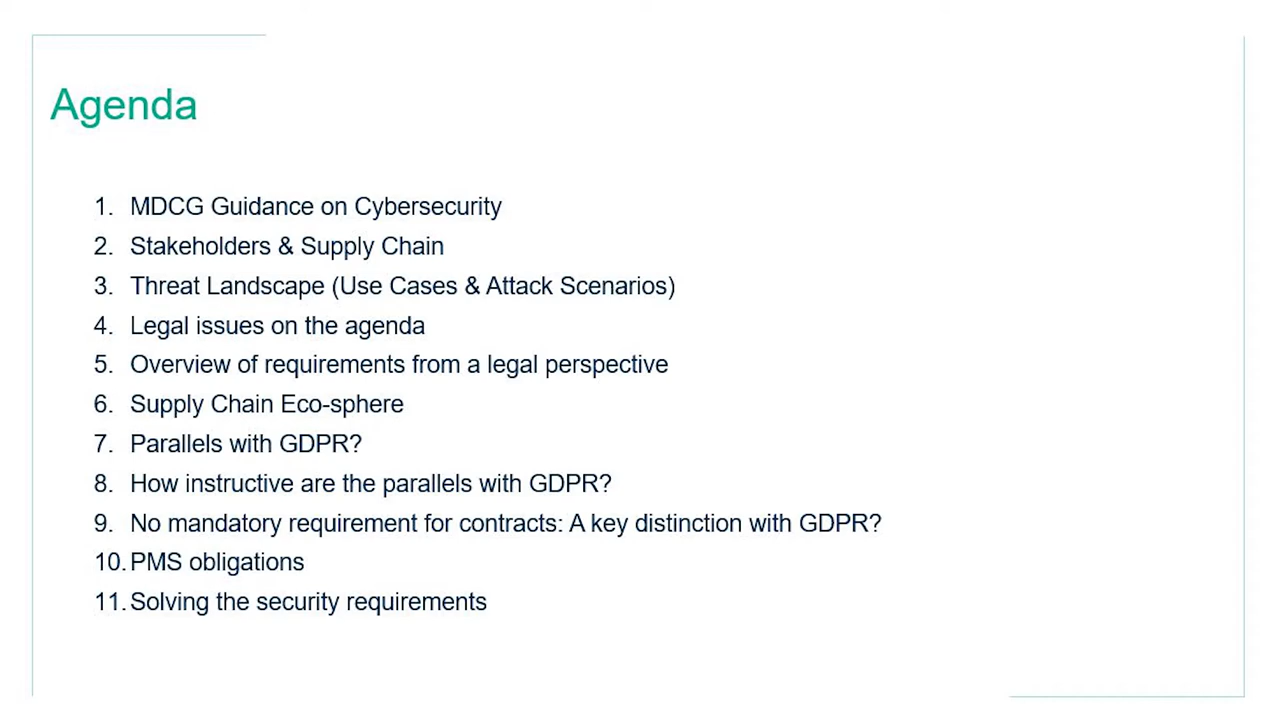 Agenda
1. MDCG Guidance on Cybersecurity
2. Stakeholders & Supply Chain
3. Threat Landscape (Use Cases & Attack Scenarios)
4. Legal issues on the agenda
5. Overview of requirements from a legal perspective
6. Supply Chain Eco-sphere
7. Parallels with GDPR?
8. How instructive are the parallels with GDPR?
9. No mandatory requirement for contracts: A key distinction with GDPR?
10. PMS obligations
11. Solving the security requirements